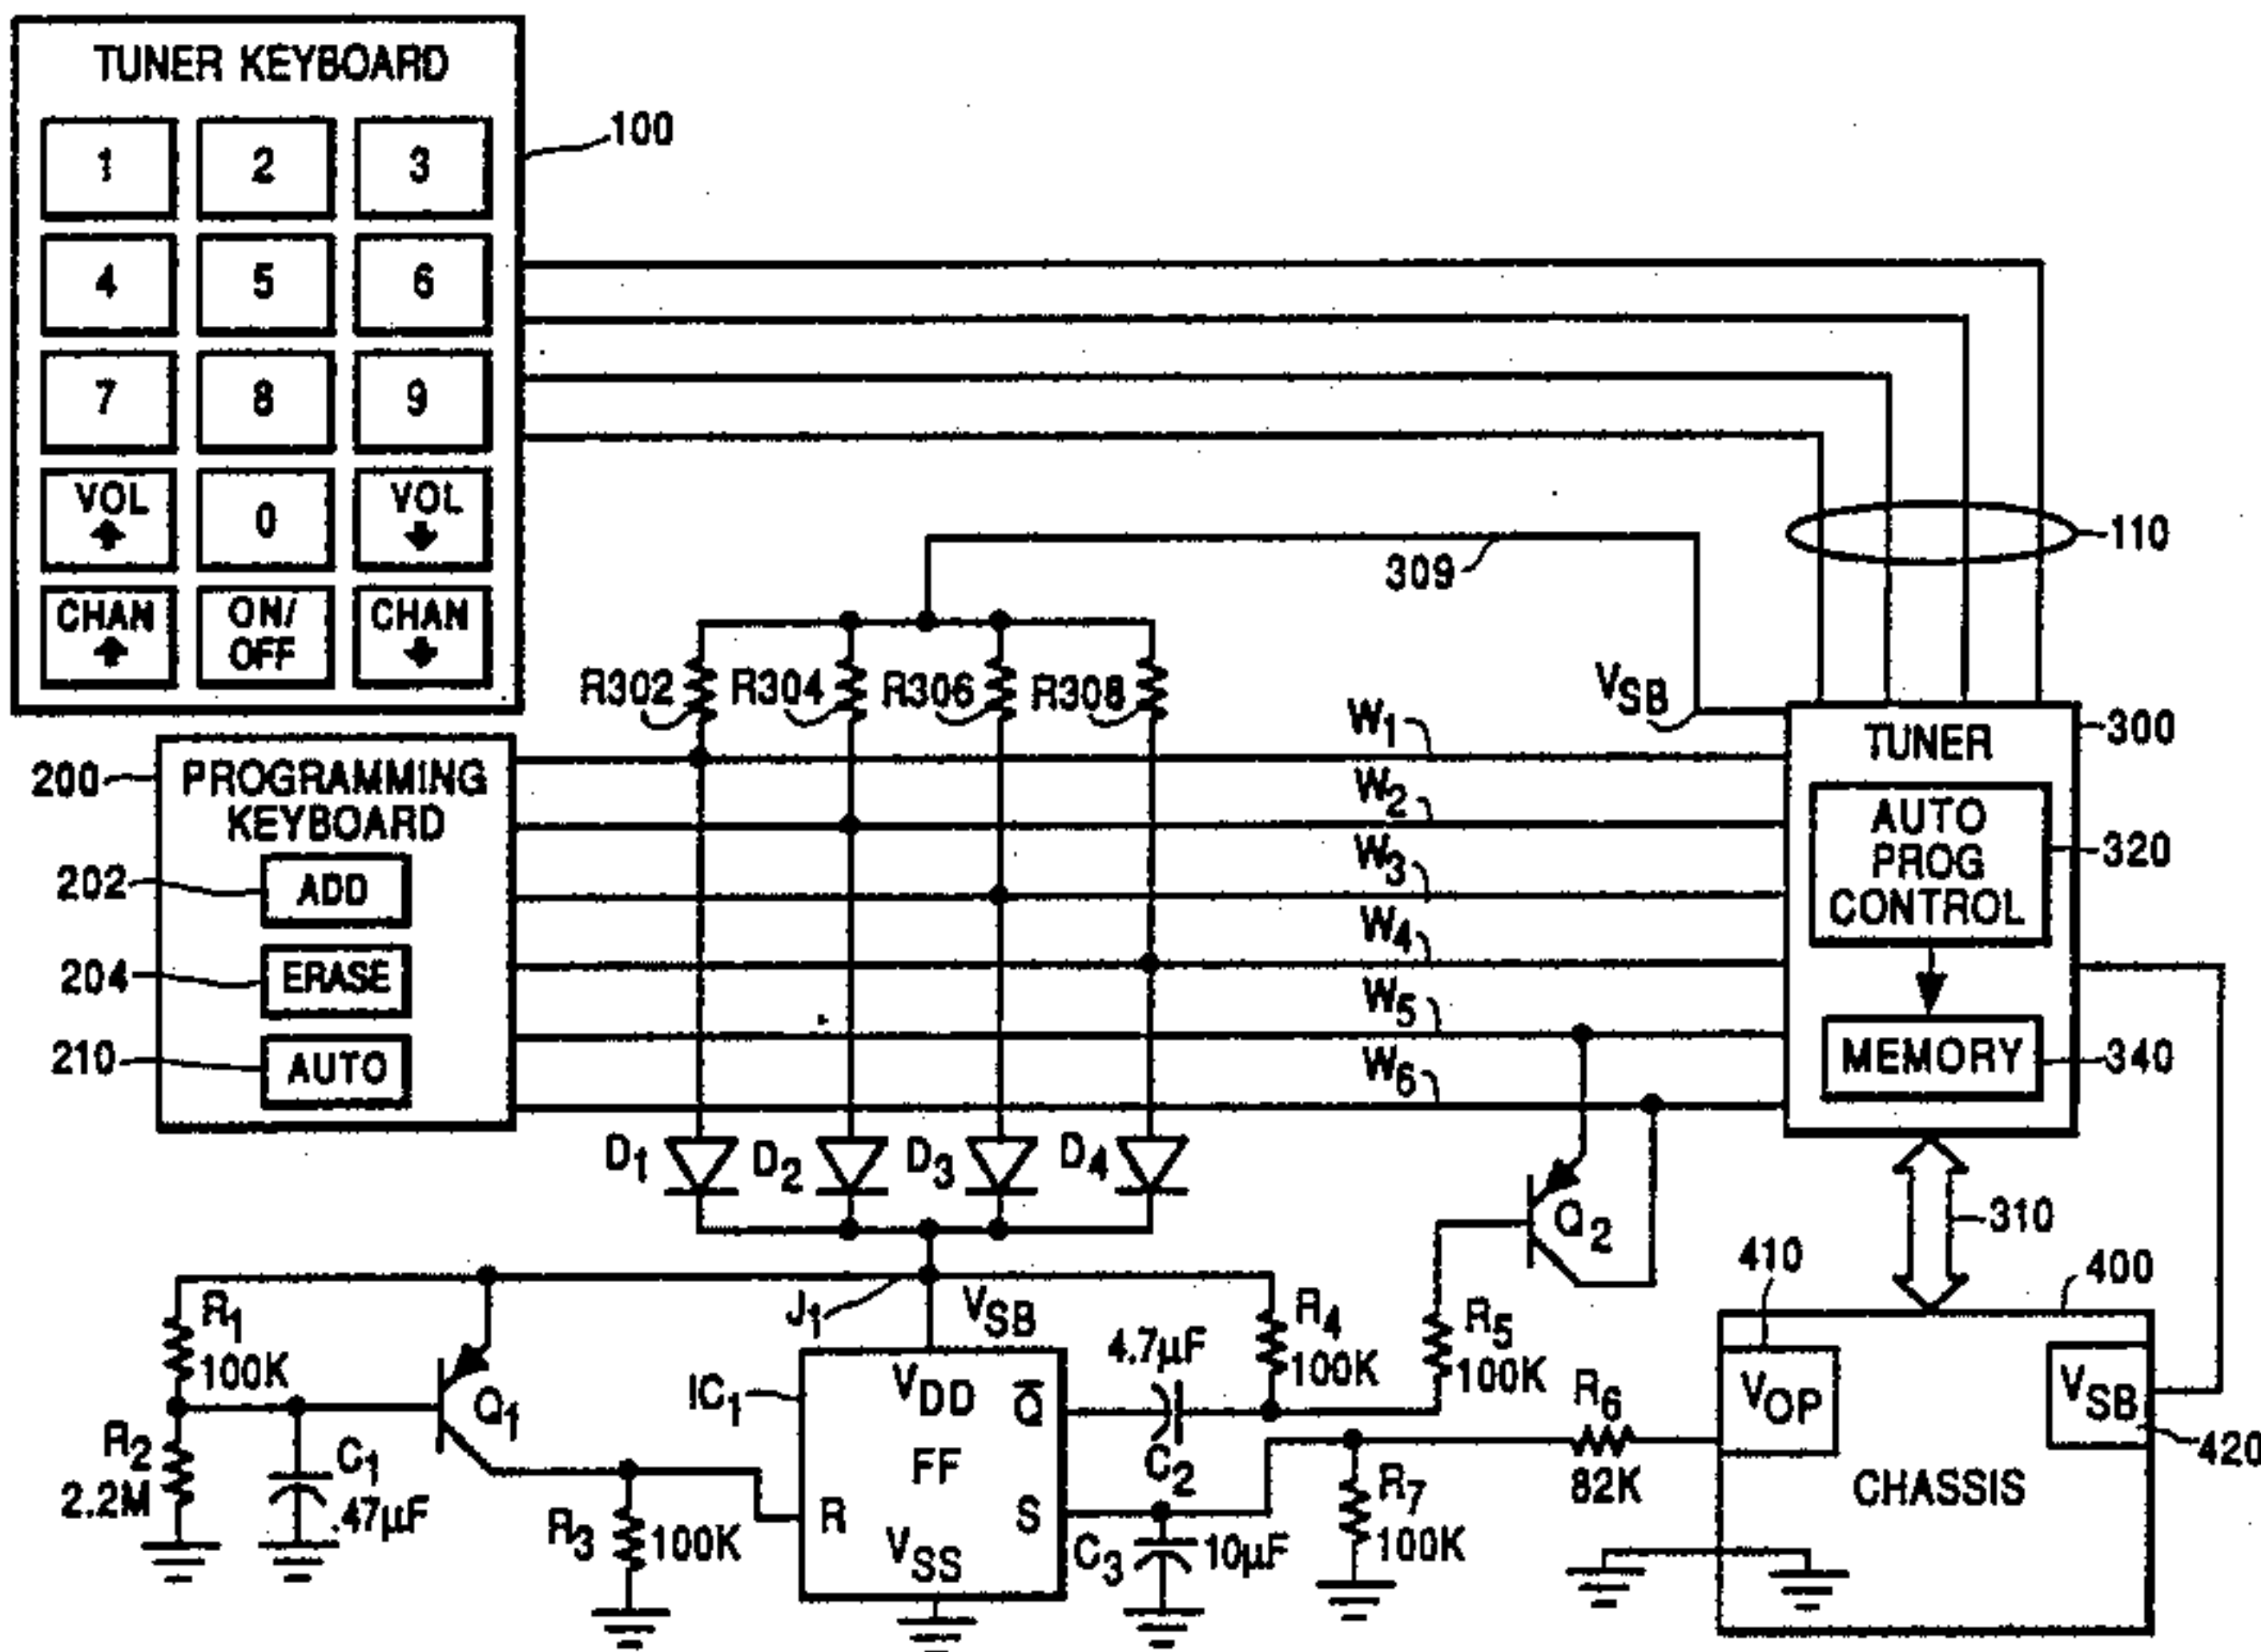 TUNER KEYBOARD
100
1 2 3
4 5 6
7 8 9
VOL 0 VOL
CHAN ON/ OFF CHAN
110
309
R302 R304 R306 R308
VSB
W1
W2
W3
W4
W5
W6
300
TUNER
AUTO
PROG
CONTROL
320
MEMORY
340
200
PROGRAMMING
KEYBOARD
202
ADD
204
ERASE
210
AUTO
D1 D2 D3 D4
Q2
310
410
400
R1
100K
J1
VSB
4.7µF
R4
100K
R5
100K
R6
82K
VOP
VSB
420
CHASSIS
Q1
IC1
VDD
Q̅
FF
R
S
VSS
C2
R2
2.2M
C1
.47µF
R3
100K
C3
10µF
R7
100K